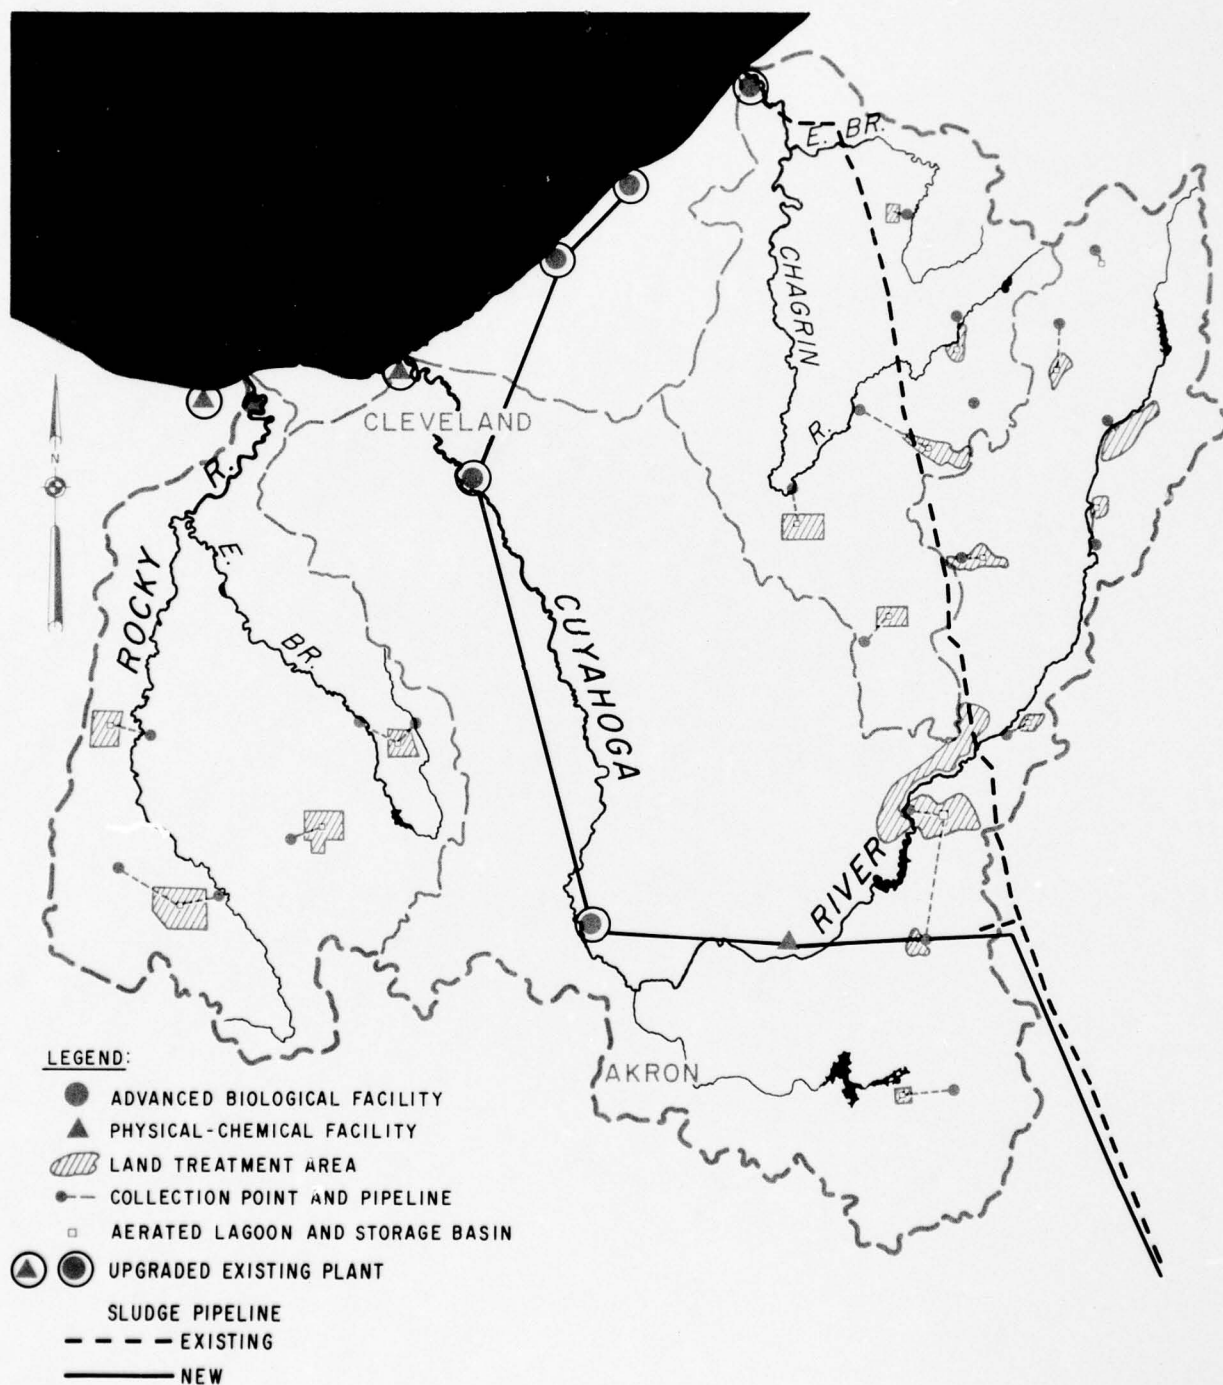 E. BR.
CHAGRIN
R.
CLEVELAND
N
R.
ROCKY
E.
BR.
CUYAHOGA
RIVER
AKRON
LEGEND:
ADVANCED BIOLOGICAL FACILITY
PHYSICAL-CHEMICAL FACILITY
LAND TREATMENT AREA
COLLECTION POINT AND PIPELINE
AERATED LAGOON AND STORAGE BASIN
UPGRADED EXISTING PLANT
SLUDGE PIPELINE
EXISTING
NEW